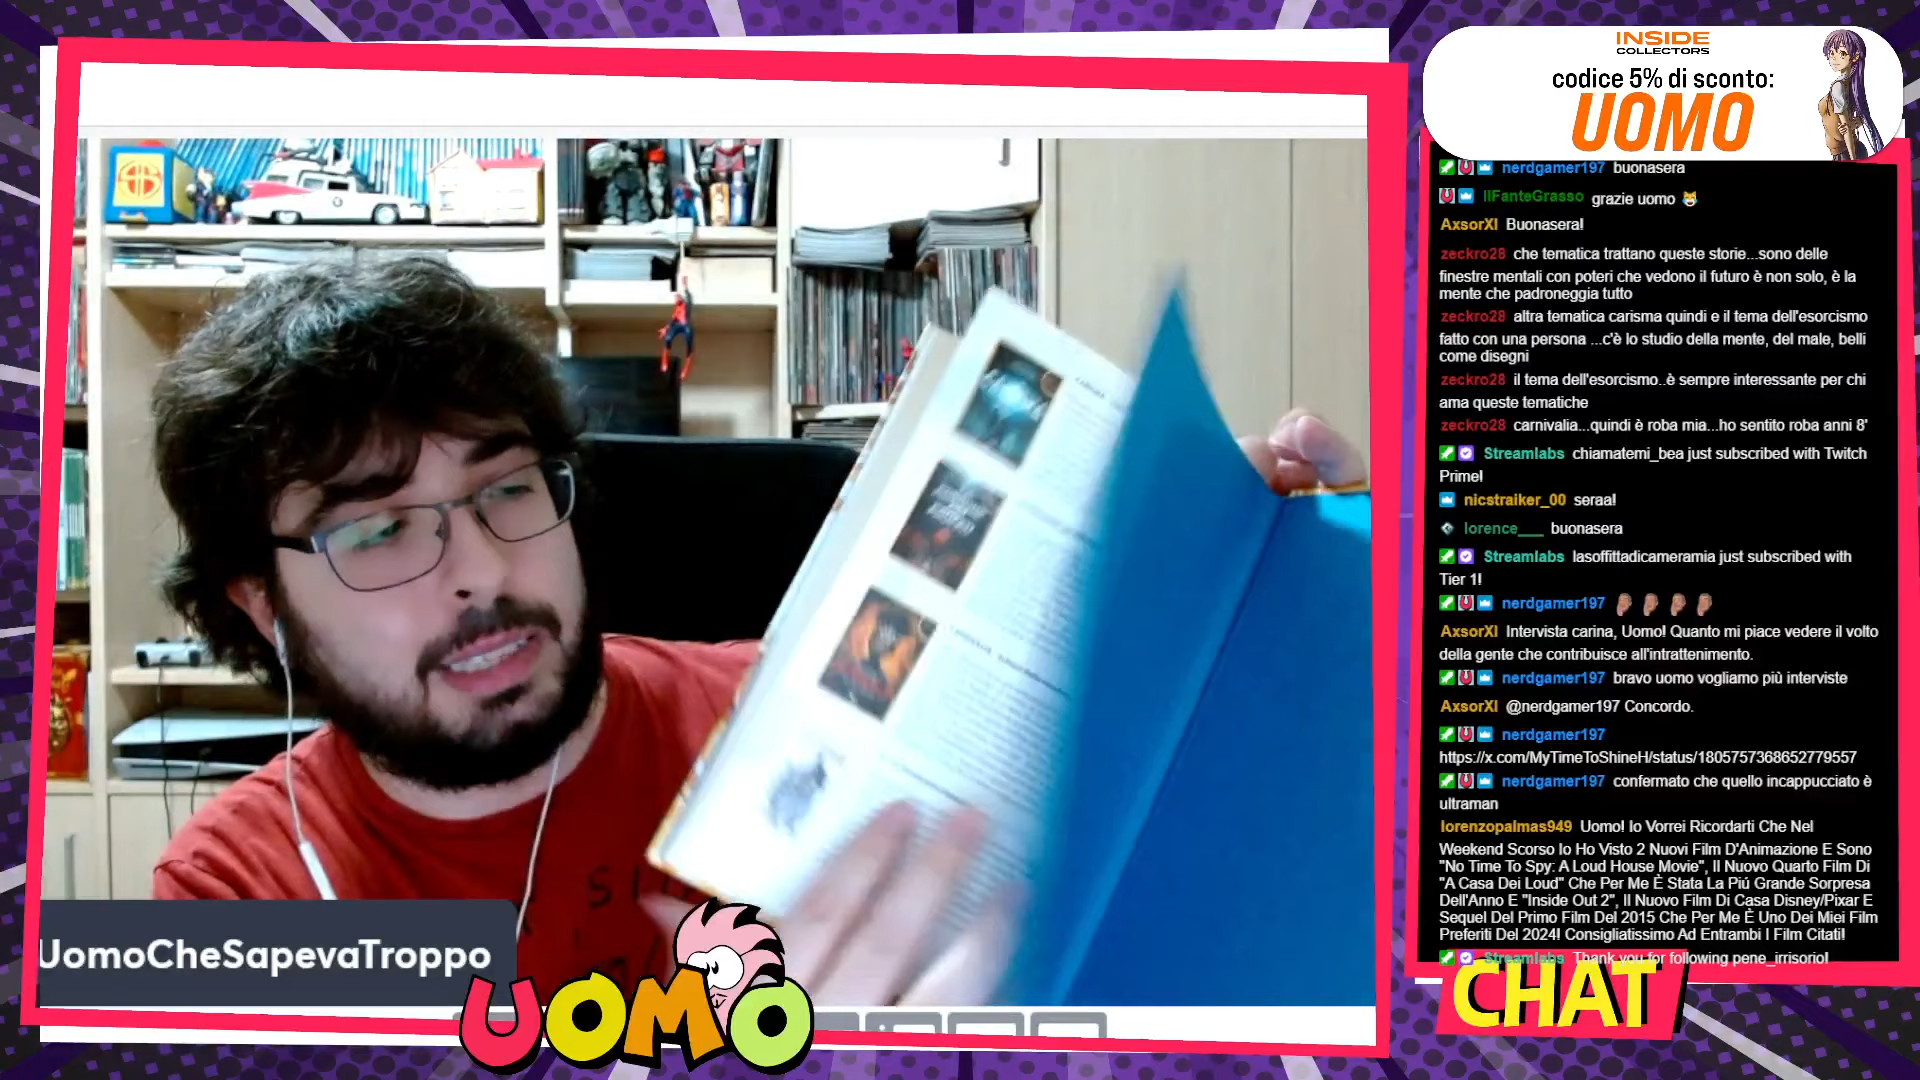 INSIDE
COLLECTORS
codice 5% di sconto:
UOMO
nerdgamer197 buonasera
IlFanteGrasso grazie uomo
AxsorXI Buonasera!
zeckro28 che tematica trattano queste storie...sono delle
finestre mentali con poteri che vedono il futuro è non solo, è la
mente che padroneggia tutto
zeckro28 altra tematica carisma quindi e il tema dell'esorcismo
fatto con una persona ...c'è lo studio della mente, del male, belli
come disegni
zeckro28 il tema dell'esorcismo..è sempre interessante per chi
ama queste tematiche
zeckro28 carnivalia...quindi è roba mia...ho sentito roba anni 8'
Streamlabs chiamatemi_bea just subscribed with Twitch
Prime!
nicstraiker_00 seraa!
lorence___ buonasera
Streamlabs lasoffittadicameramia just subscribed with
Tier 1!
nerdgamer197
AxsorXI Intervista carina, Uomo! Quanto mi piace vedere il volto
della gente che contribuisce all'intrattenimento.
nerdgamer197 bravo uomo vogliamo più interviste
AxsorXI @nerdgamer197 Concordo.
nerdgamer197
https://x.com/MyTimeToShineH/status/1805757368652779557
nerdgamer197 confermato che quello incappucciato è
ultraman
lorenzopalmas949 Uomo! Io Vorrei Ricordarti Che Nel
Weekend Scorso Io Ho Visto 2 Nuovi Film D'Animazione E Sono
"No Time To Spy: A Loud House Movie", Il Nuovo Quarto Film Di
"A Casa Dei Loud" Che Per Me È Stata La Piú Grande Sorpresa
Dell'Anno E "Inside Out 2", Il Nuovo Film Di Casa Disney/Pixar E
Sequel Del Primo Film Del 2015 Che Per Me È Uno Dei Miei Film
Preferiti Del 2024! Consigliatissimo Ad Entrambi I Film Citati!
Streamlabs Thank you for following pene_irrisorio!
CHAT
UomoCheSapevaTroppo
UOMO